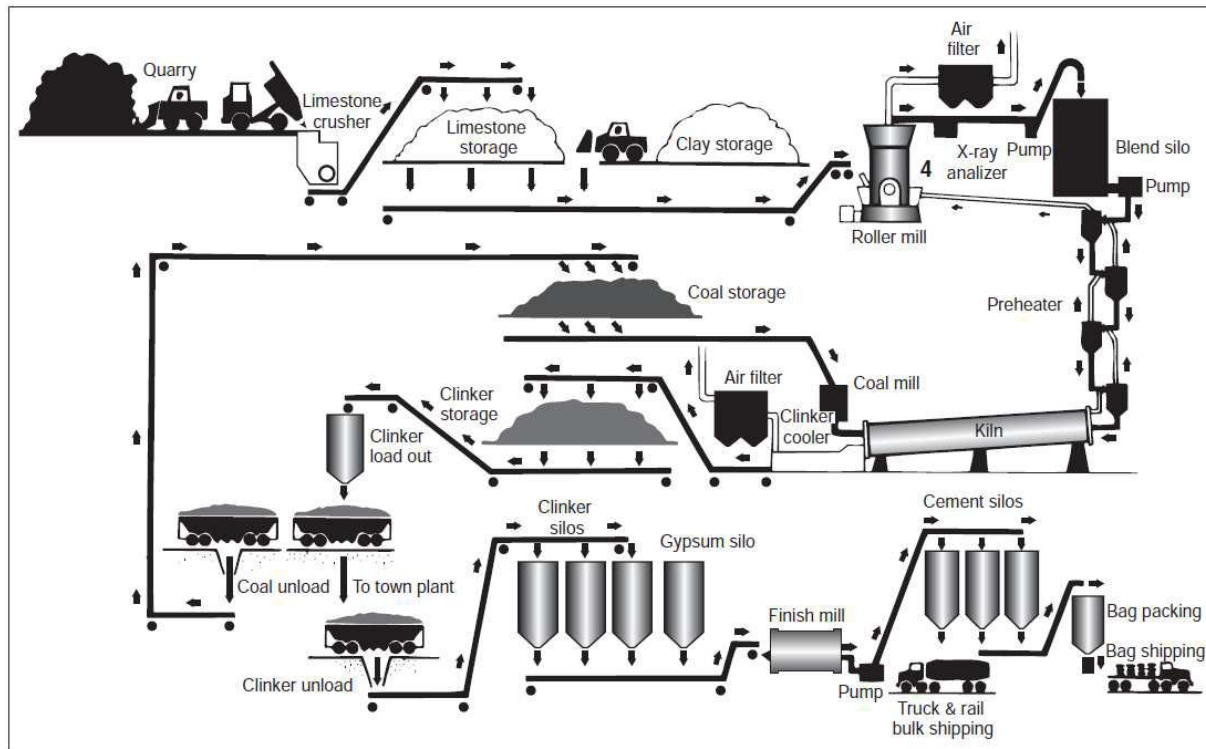 Quarry
Limestone
crusher
Limestone
storage
Clay storage
Air
filter
X-ray
analizer
Pump
4
Roller mill
Blend silo
Pump
Preheater
Coal storage
Coal mill
Air filter
Clinker
cooler
Kiln
Clinker
storage
Clinker
load out
Coal unload
To town plant
Clinker unload
Clinker
silos
Gypsum silo
Finish mill
Pump
Cement silos
Truck & rail
bulk shipping
Bag packing
Bag shipping